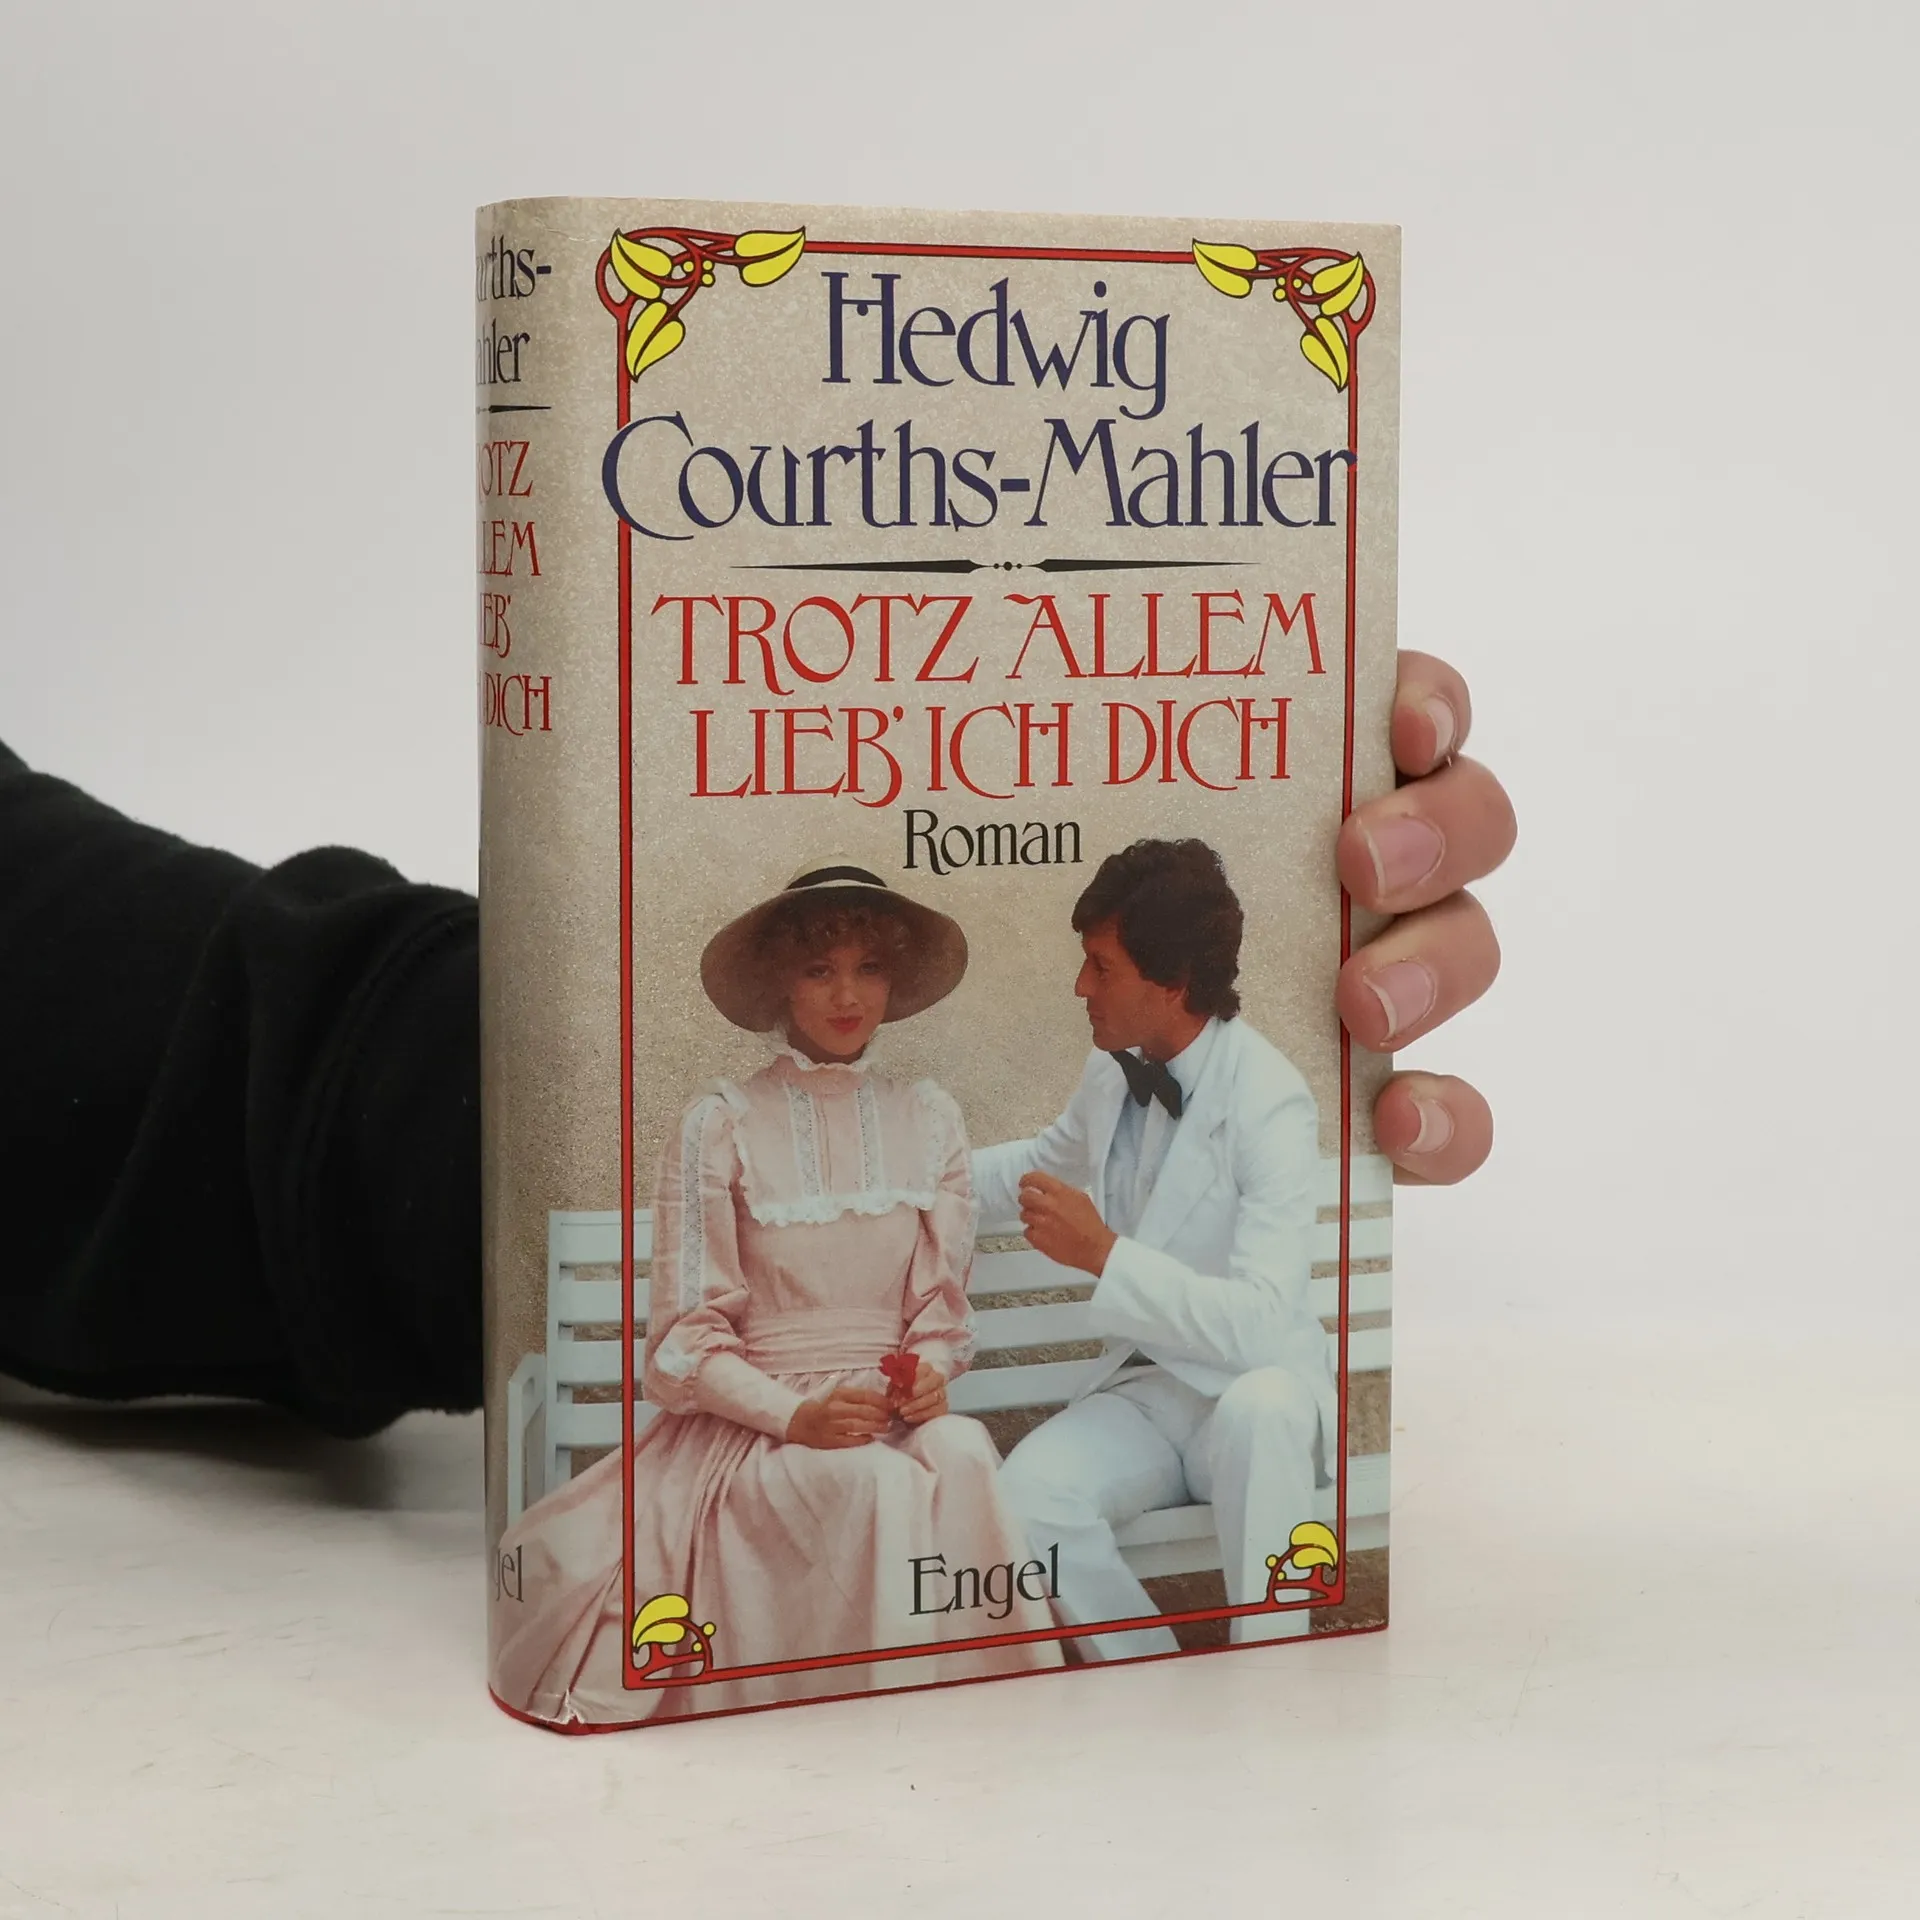 Hedwig
Courths-Mahler
TROTZ ALLEM
LIEB' ICH DICH
Roman
Engel